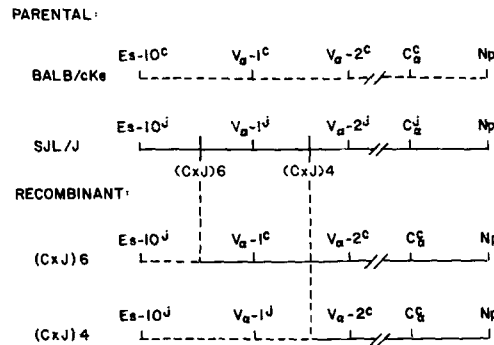 PARENTAL:
Es-10ᶜ Vα-1ᶜ Vα-2ᶜ Cαᶜ Np
BALB/cKe
Es-10ʲ Vα-1ʲ Vα-2ʲ Cαʲ Np
SJL/J
(CxJ)6 (CxJ)4
RECOMBINANT:
Es-10ʲ Vα-1ᶜ Vα-2ᶜ Cαᶜ Np
(CxJ)6
Es-10ʲ Vα-1ʲ Vα-2ᶜ Cαᶜ Np
(CxJ)4